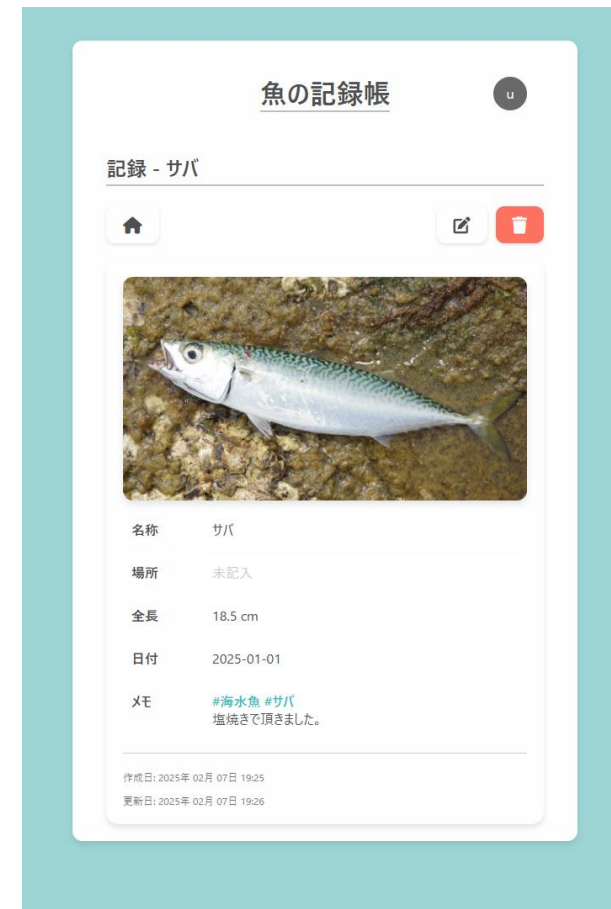 魚の記録帳
u
記録 - サバ
名称 サバ
場所 未記入
全長 18.5 cm
日付 2025-01-01
メモ #海水魚 #サバ
塩焼きで頂きました。
作成日: 2025年 02月 07日 19:25
更新日: 2025年 02月 07日 19:26